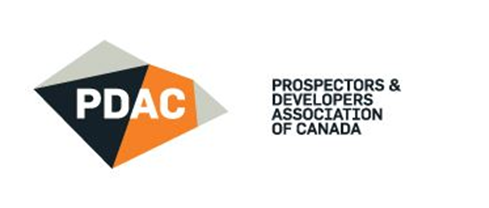 PDAC
PROSPECTORS &
DEVELOPERS
ASSOCIATION
OF CANADA